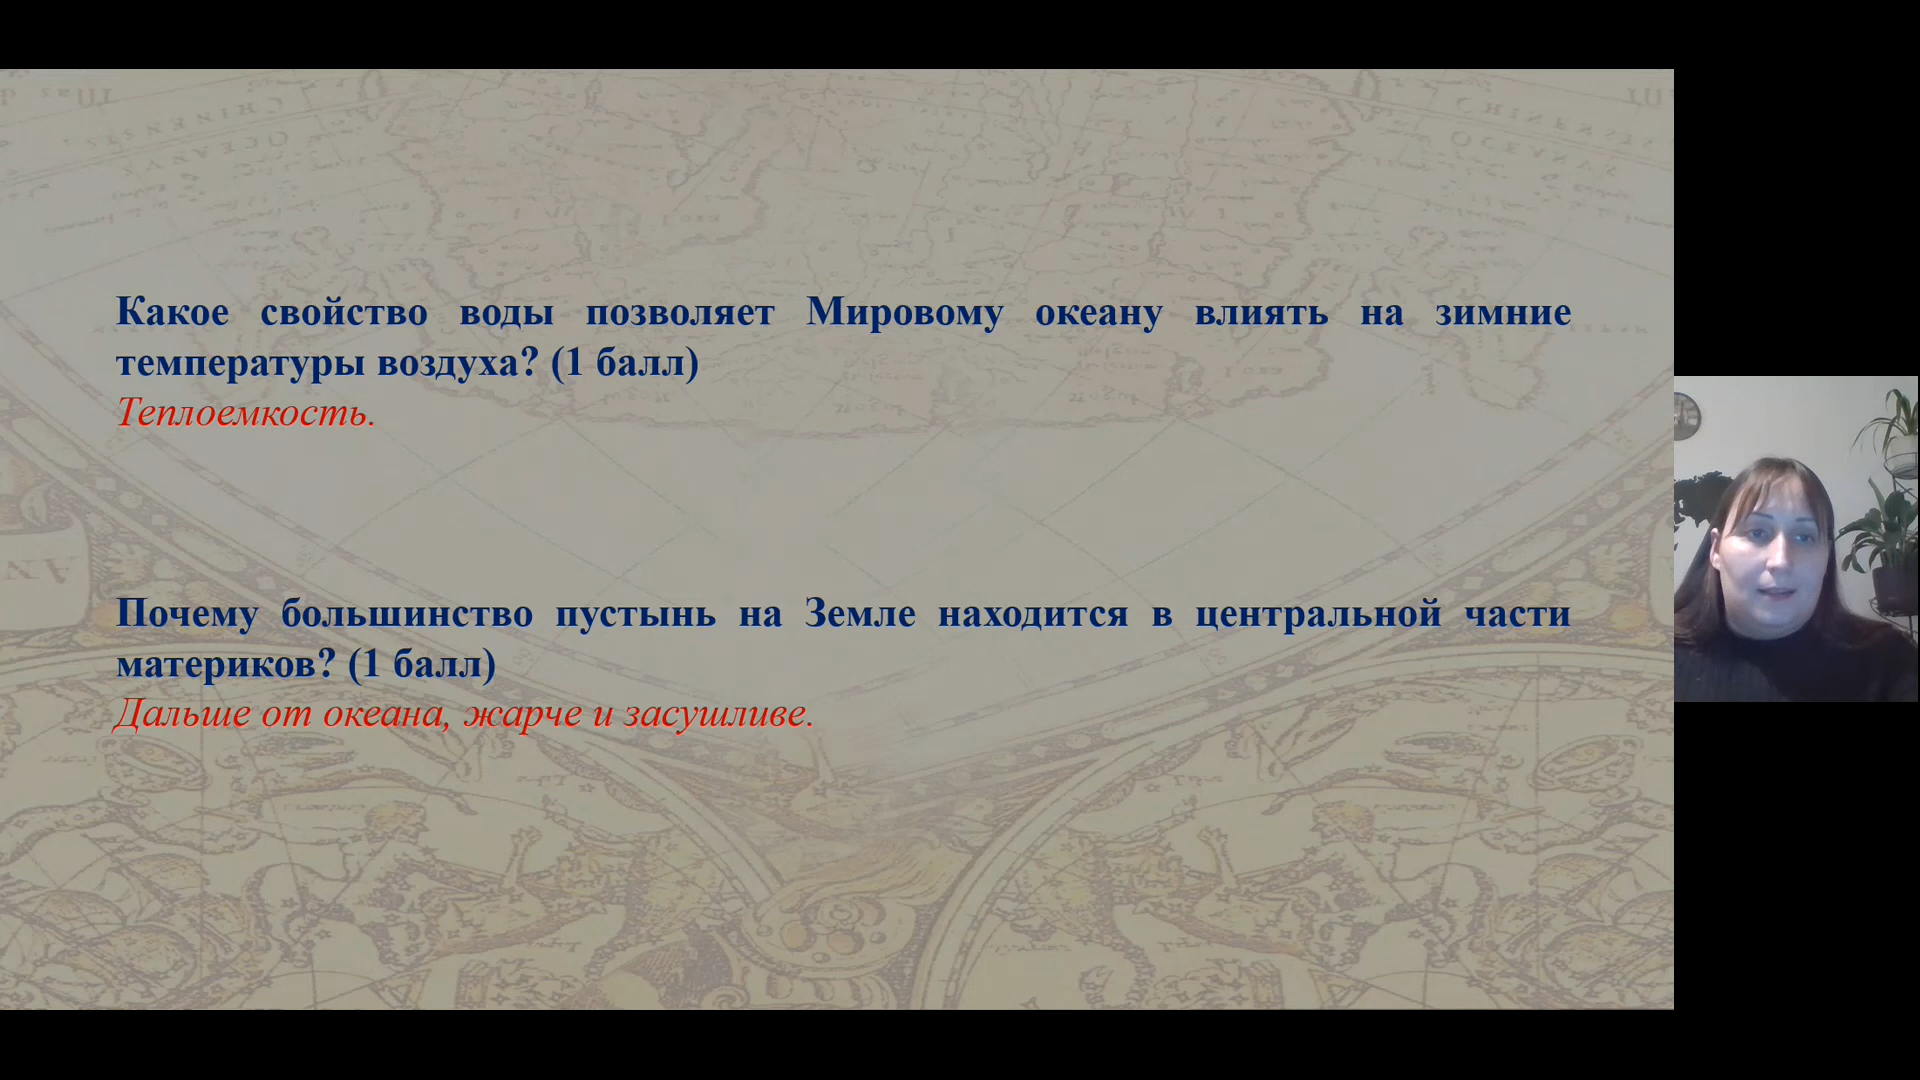 Какое свойство воды позволяет Мировому океану влиять на зимние
температуры воздуха? (1 балл)
Теплоемкость.
Почему большинство пустынь на Земле находится в центральной части
материков? (1 балл)
Дальше от океана, жарче и засушливе.